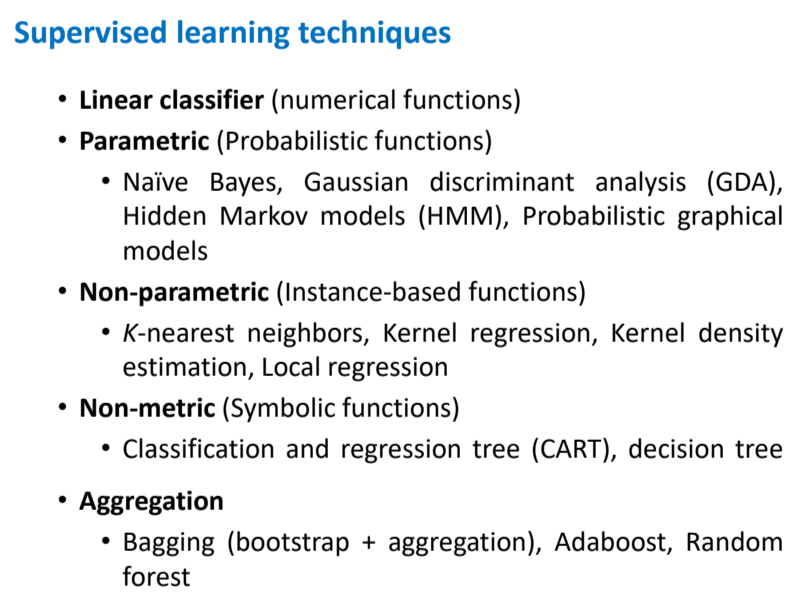 Supervised learning techniques
• Linear classifier (numerical functions)
• Parametric (Probabilistic functions)
• Naïve Bayes, Gaussian discriminant analysis (GDA),
Hidden Markov models (HMM), Probabilistic graphical
models
• Non-parametric (Instance-based functions)
• K-nearest neighbors, Kernel regression, Kernel density
estimation, Local regression
• Non-metric (Symbolic functions)
• Classification and regression tree (CART), decision tree
• Aggregation
• Bagging (bootstrap + aggregation), Adaboost, Random
forest